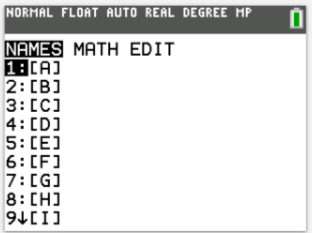 NORMAL FLOAT AUTO REAL DEGREE MP
NAMES MATH EDIT
1:[A]
2:[B]
3:[C]
4:[D]
5:[E]
6:[F]
7:[G]
8:[H]
9↓[I]